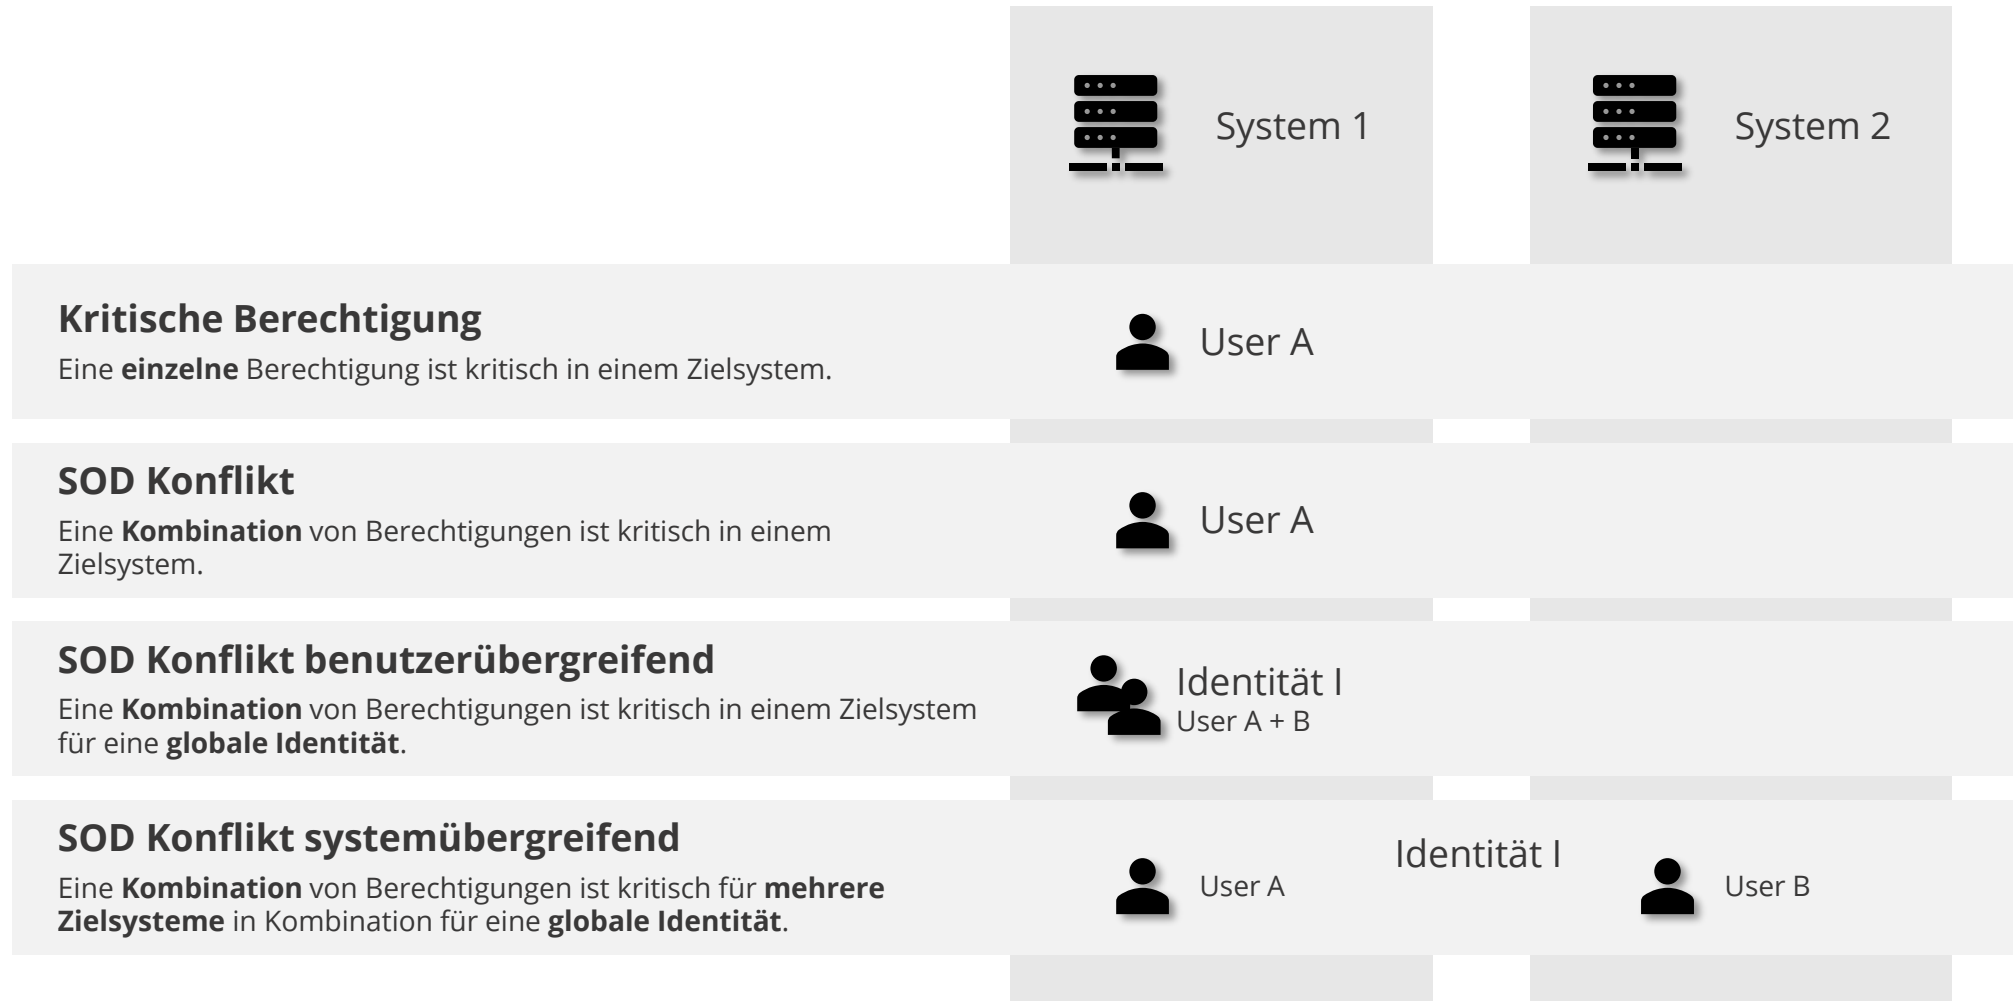 System 1
System 2
Kritische Berechtigung
Eine einzelne Berechtigung ist kritisch in einem Zielsystem.
User A
SOD Konflikt
Eine Kombination von Berechtigungen ist kritisch in einem
Zielsystem.
User A
SOD Konflikt benutzerübergreifend
Eine Kombination von Berechtigungen ist kritisch in einem Zielsystem
für eine globale Identität.
Identität I
User A + B
SOD Konflikt systemübergreifend
Eine Kombination von Berechtigungen ist kritisch für mehrere
Zielsysteme in Kombination für eine globale Identität.
User A
Identität I
User B